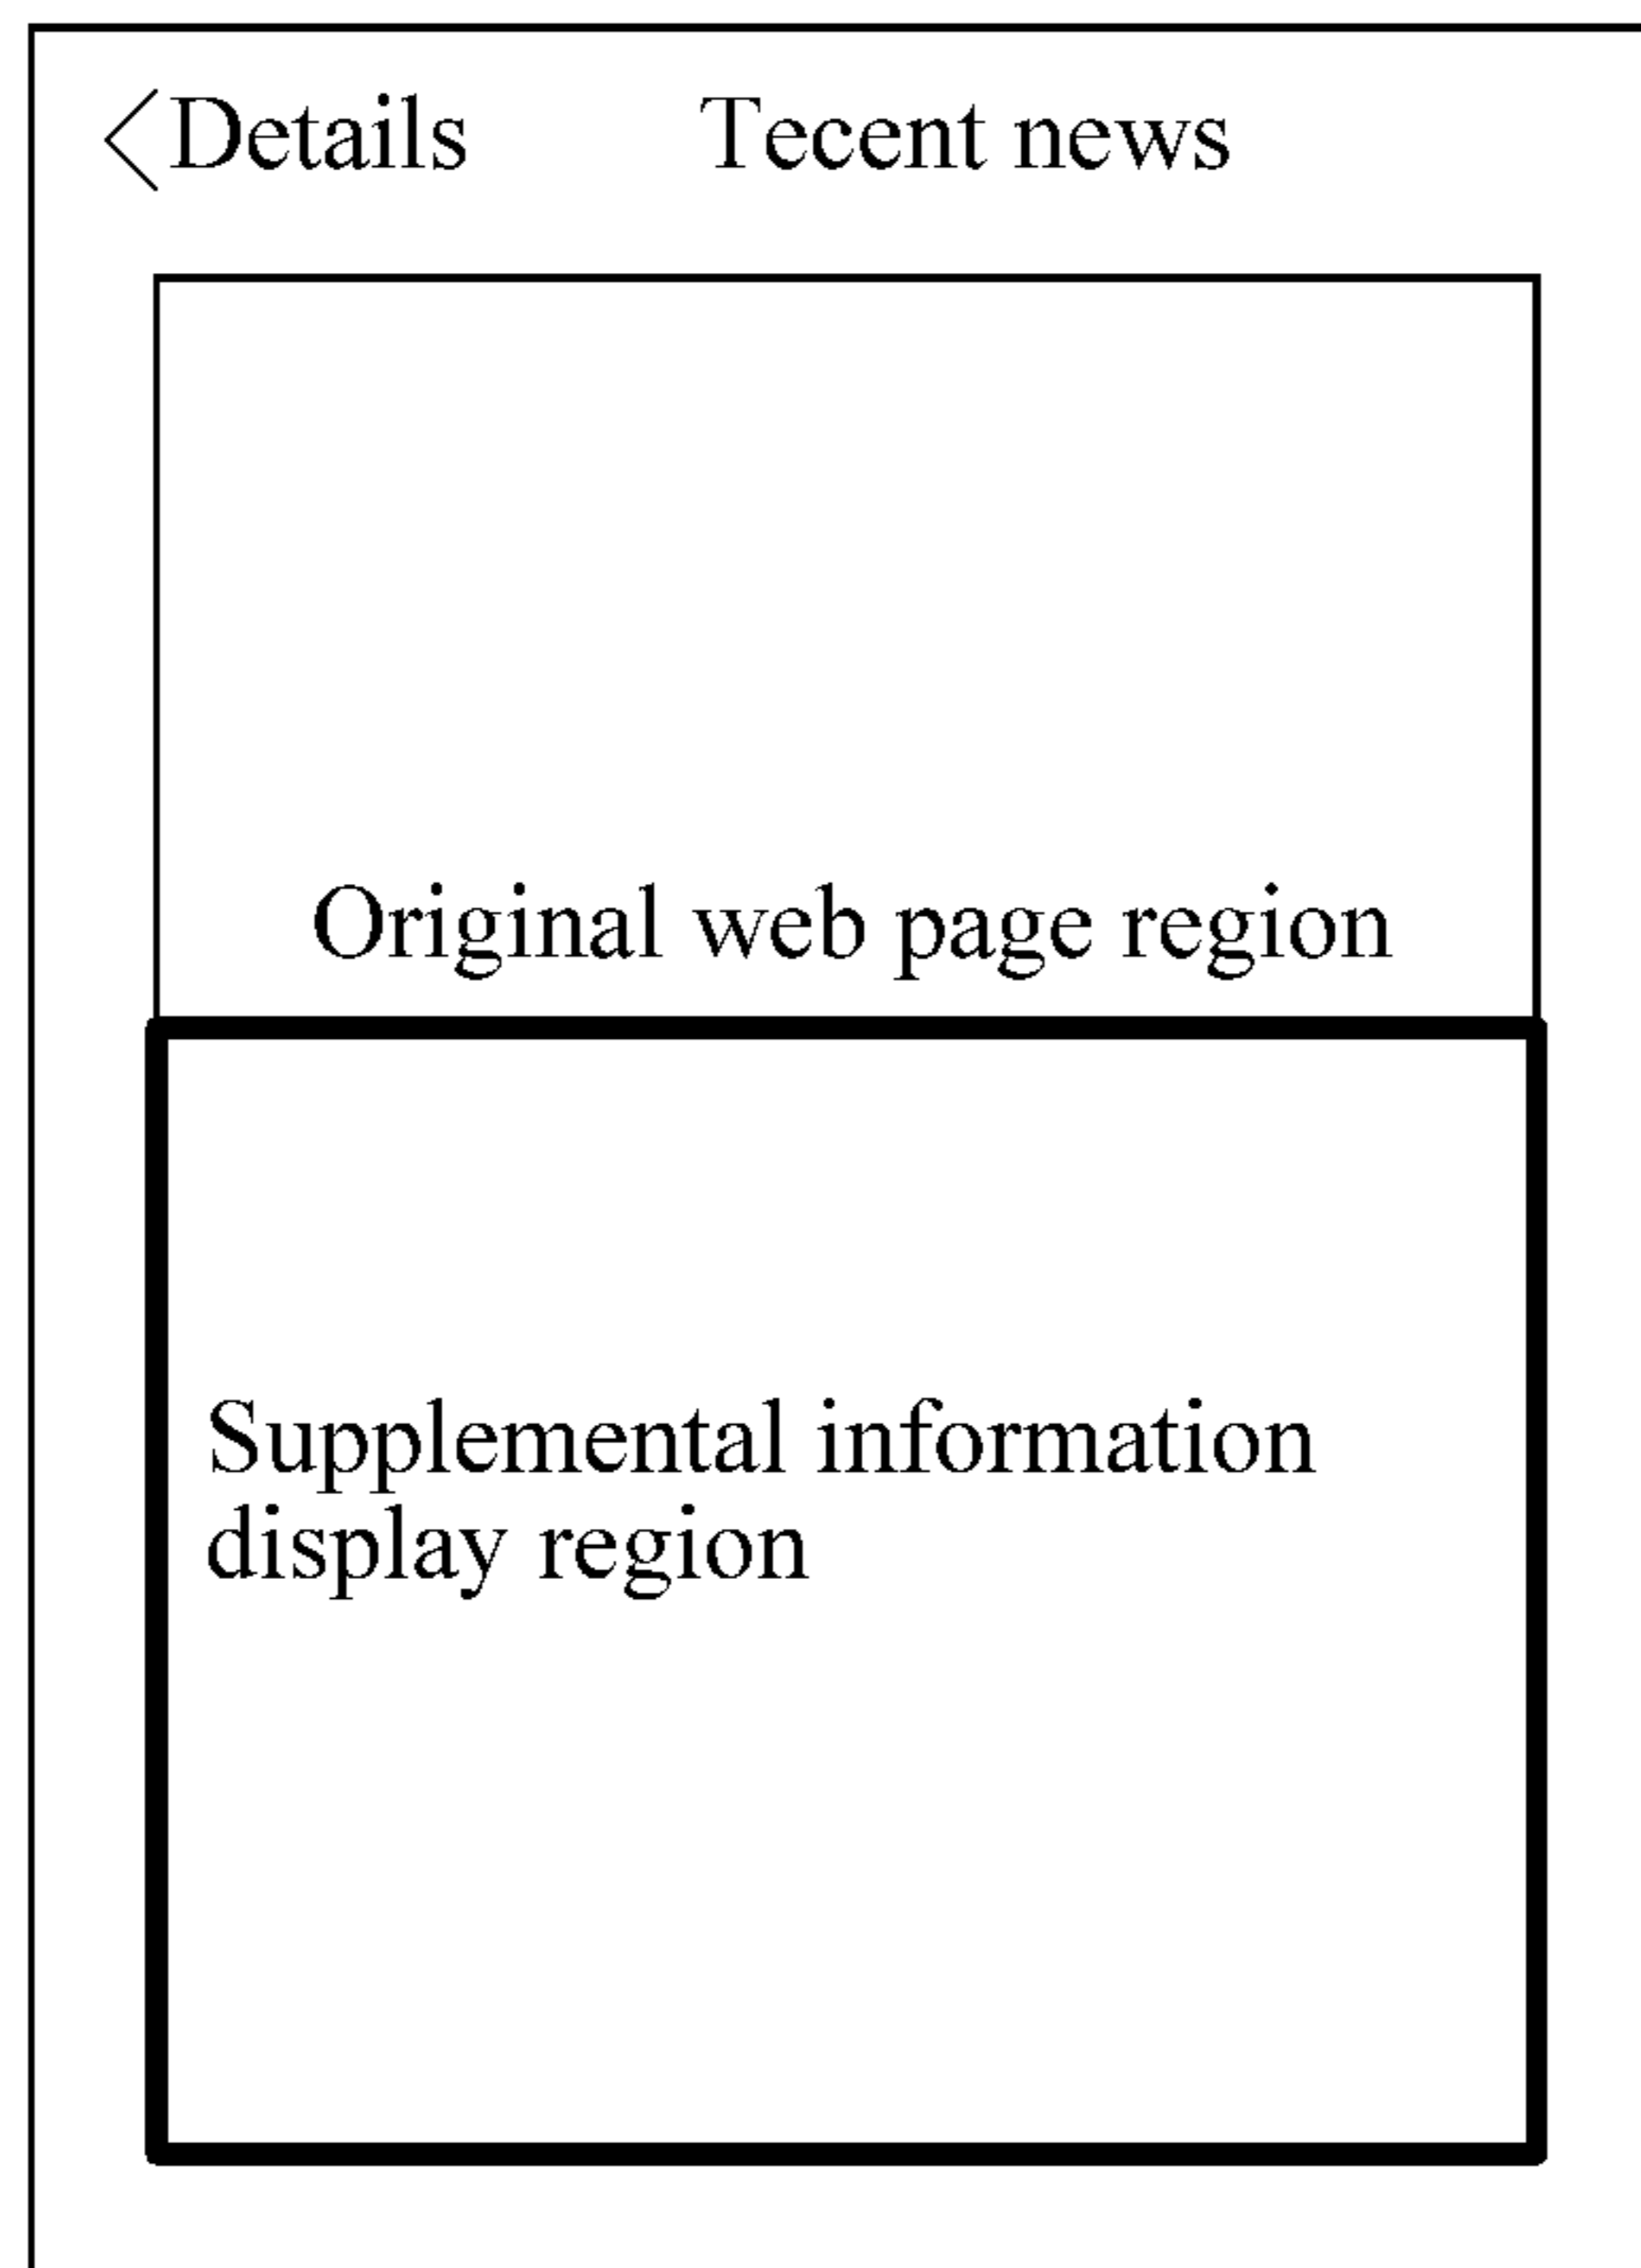 Details Tecent news
Original web page region
Supplemental information
display region